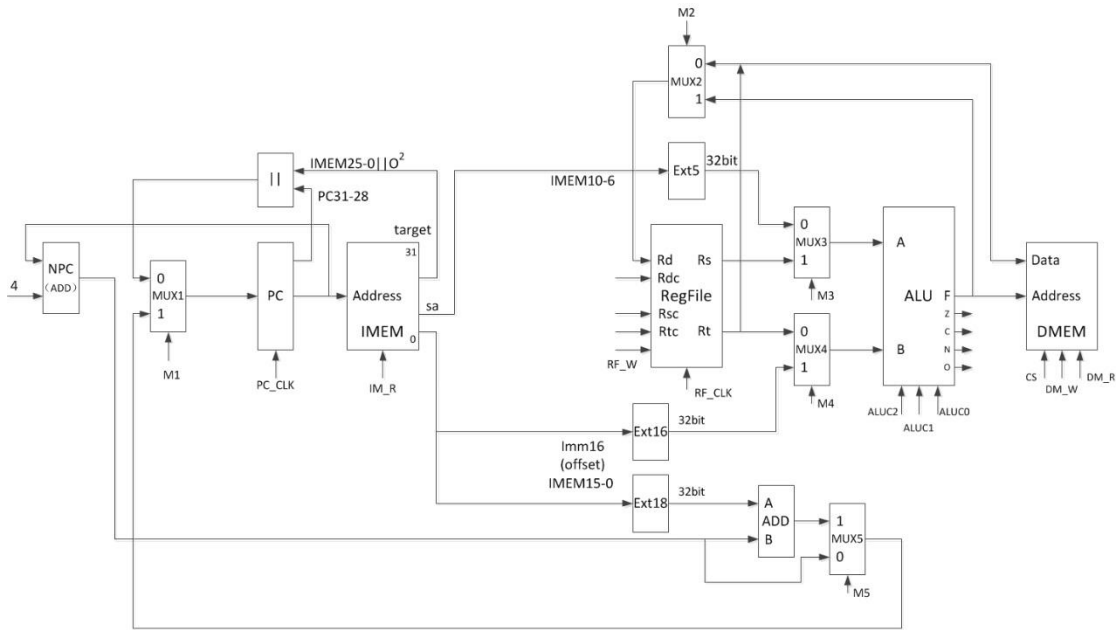 M2
0
MUX2
1
IMEM25-0||O²
||
PC31-28
IMEM10-6
Ext5
32bit
target
31
NPC
(ADD)
4
0
MUX1
1
M1
PC
PC_CLK
Address
IMEM
sa
0
IM_R
Rd
Rs
Rdc
RegFile
Rsc
Rtc
Rt
RF_W
RF_CLK
0
MUX3
1
M3
0
MUX4
1
M4
A
ALU
F
Z
C
N
O
B
ALUC2
ALUC1
ALUC0
Data
Address
DMEM
CS
DM_W
DM_R
Imm16
(offset)
IMEM15-0
Ext16
32bit
Ext18
32bit
A
ADD
B
1
MUX5
0
M5